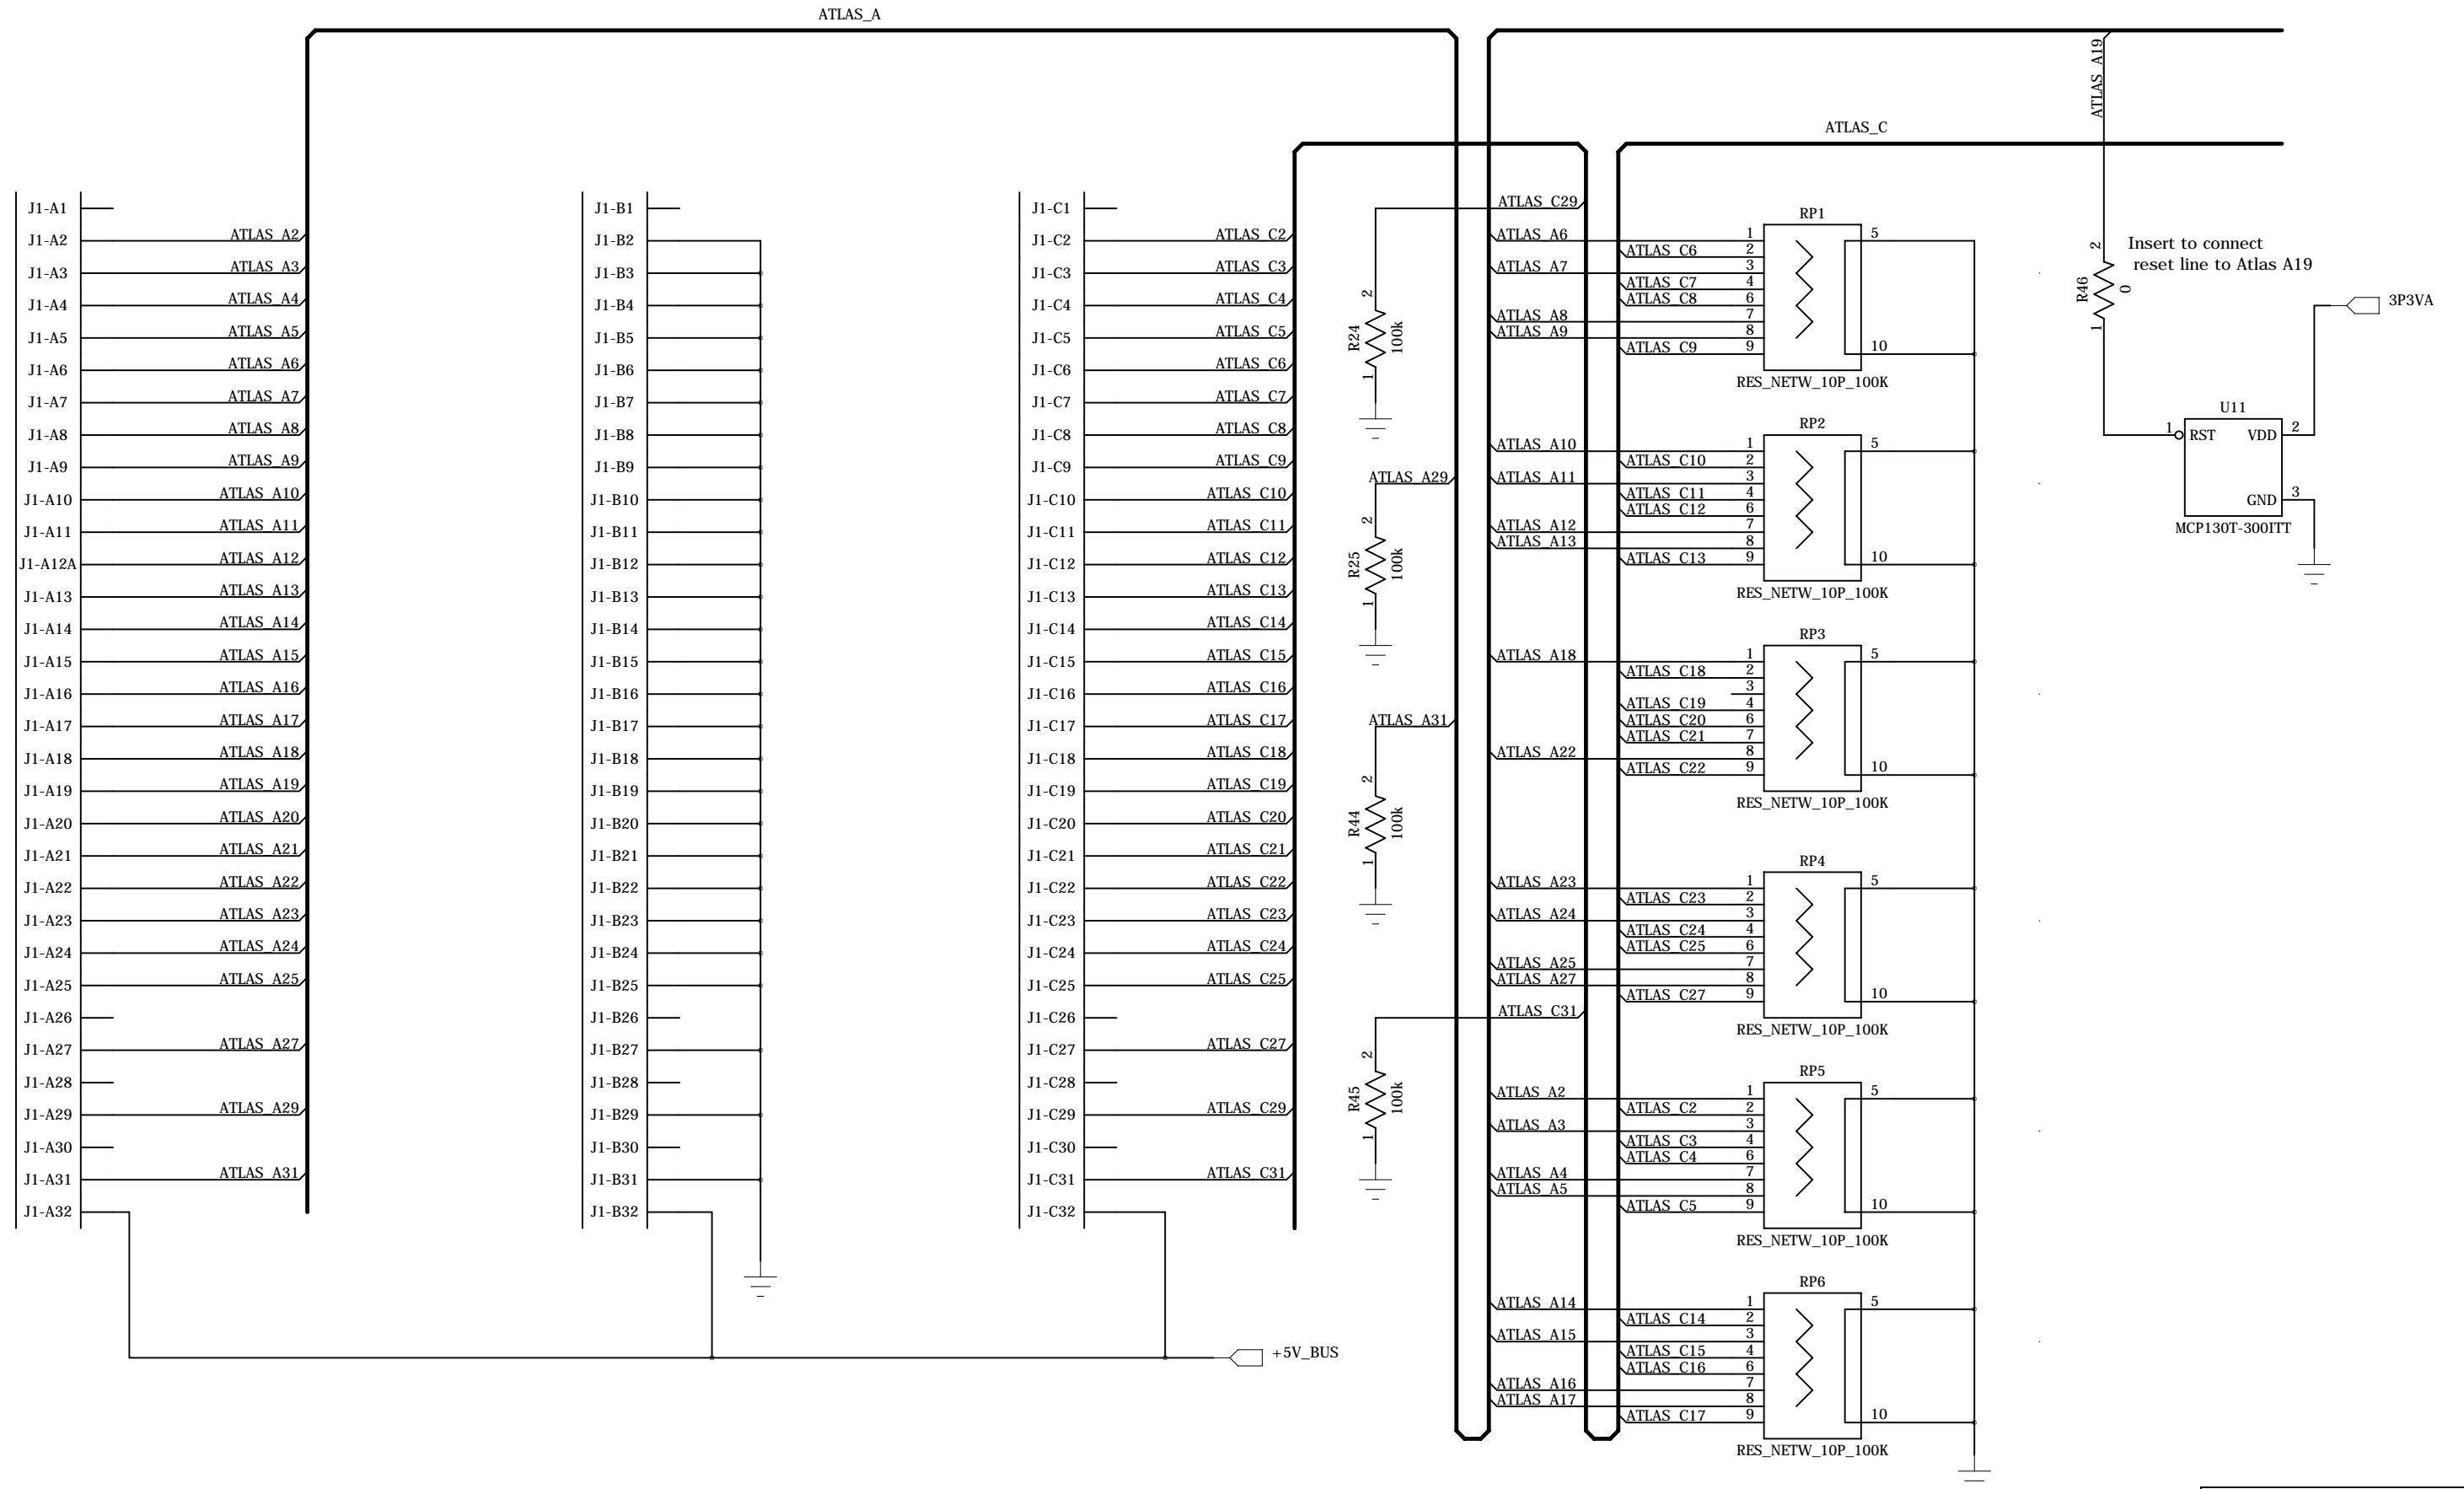 ATLAS_A
ATLAS_A19
ATLAS_C
J1-A1
J1-A2 ATLAS_A2
J1-A3 ATLAS_A3
J1-A4 ATLAS_A4
J1-A5 ATLAS_A5
J1-A6 ATLAS_A6
J1-A7 ATLAS_A7
J1-A8 ATLAS_A8
J1-A9 ATLAS_A9
J1-A10 ATLAS_A10
J1-A11 ATLAS_A11
J1-A12A ATLAS_A12
J1-A13 ATLAS_A13
J1-A14 ATLAS_A14
J1-A15 ATLAS_A15
J1-A16 ATLAS_A16
J1-A17 ATLAS_A17
J1-A18 ATLAS_A18
J1-A19 ATLAS_A19
J1-A20 ATLAS_A20
J1-A21 ATLAS_A21
J1-A22 ATLAS_A22
J1-A23 ATLAS_A23
J1-A24 ATLAS_A24
J1-A25 ATLAS_A25
J1-A26
J1-A27 ATLAS_A27
J1-A28
J1-A29 ATLAS_A29
J1-A30
J1-A31 ATLAS_A31
J1-A32
J1-B1
J1-B2
J1-B3
J1-B4
J1-B5
J1-B6
J1-B7
J1-B8
J1-B9
J1-B10
J1-B11
J1-B12
J1-B13
J1-B14
J1-B15
J1-B16
J1-B17
J1-B18
J1-B19
J1-B20
J1-B21
J1-B22
J1-B23
J1-B24
J1-B25
J1-B26
J1-B27
J1-B28
J1-B29
J1-B30
J1-B31
J1-B32
J1-C1
J1-C2 ATLAS_C2
J1-C3 ATLAS_C3
J1-C4 ATLAS_C4
J1-C5 ATLAS_C5
J1-C6 ATLAS_C6
J1-C7 ATLAS_C7
J1-C8 ATLAS_C8
J1-C9 ATLAS_C9
J1-C10 ATLAS_C10
J1-C11 ATLAS_C11
J1-C12 ATLAS_C12
J1-C13 ATLAS_C13
J1-C14 ATLAS_C14
J1-C15 ATLAS_C15
J1-C16 ATLAS_C16
J1-C17 ATLAS_C17
J1-C18 ATLAS_C18
J1-C19 ATLAS_C19
J1-C20 ATLAS_C20
J1-C21 ATLAS_C21
J1-C22 ATLAS_C22
J1-C23 ATLAS_C23
J1-C24 ATLAS_C24
J1-C25 ATLAS_C25
J1-C26
J1-C27 ATLAS_C27
J1-C28
J1-C29 ATLAS_C29
J1-C30
J1-C31 ATLAS_C31
J1-C32
+5V_BUS
ATLAS_C29
2
R24
100k
1
ATLAS_A29
2
R25
100k
1
ATLAS_A31
2
R44
100k
1
ATLAS_C31
2
R45
100k
1
RP1
ATLAS_A6 1 5
ATLAS_C6 2
ATLAS_A7 3
ATLAS_C7 4
ATLAS_C8 6
ATLAS_A8 7
ATLAS_A9 8
ATLAS_C9 9 10
RES_NETW_10P_100K
RP2
ATLAS_A10 1 5
ATLAS_C10 2
ATLAS_A11 3
ATLAS_C11 4
ATLAS_C12 6
ATLAS_A12 7
ATLAS_A13 8
ATLAS_C13 9 10
RES_NETW_10P_100K
RP3
ATLAS_A18 1 5
ATLAS_C18 2
3
ATLAS_C19 4
ATLAS_C20 6
ATLAS_C21 7
ATLAS_A22 8
ATLAS_C22 9 10
RES_NETW_10P_100K
RP4
ATLAS_A23 1 5
ATLAS_C23 2
ATLAS_A24 3
ATLAS_C24 4
ATLAS_C25 6
ATLAS_A25 7
ATLAS_A27 8
ATLAS_C27 9 10
RES_NETW_10P_100K
RP5
ATLAS_A2 1 5
ATLAS_C2 2
ATLAS_A3 3
ATLAS_C3 4
ATLAS_C4 6
ATLAS_A4 7
ATLAS_A5 8
ATLAS_C5 9 10
RES_NETW_10P_100K
RP6
ATLAS_A14 1 5
ATLAS_C14 2
ATLAS_A15 3
ATLAS_C15 4
ATLAS_C16 6
ATLAS_A16 7
ATLAS_A17 8
ATLAS_C17 9 10
RES_NETW_10P_100K
2
R46
0
1
Insert to connect
reset line to Atlas A19
3P3VA
U11
1 RST VDD 2
GND 3
MCP130T-300ITT